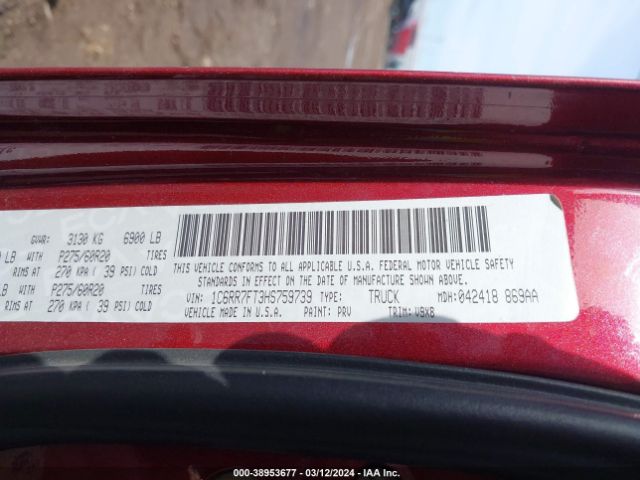 GVWR: 3130 KG 6900 LB
LB WITH P275/60R20 TIRES
RIMS AT 270 KPA ( 39 PSI) COLD
LB WITH P275/60R20 TIRES
RIMS AT 270 KPA ( 39 PSI) COLD
THIS VEHICLE CONFORMS TO ALL APPLICABLE U.S.A. FEDERAL MOTOR VEHICLE SAFETY
STANDARDS IN EFFECT ON THE DATE OF MANUFACTURE SHOWN ABOVE.
VIN: 1C6RR7FT3HS759739 TYPE: TRUCK MDH: 042418 869AA
VEHICLE MADE IN U.S.A. PAINT: PRV TRIM: V9X8
© COPY: 38953677 - 03/12/2024 - IAA Inc.